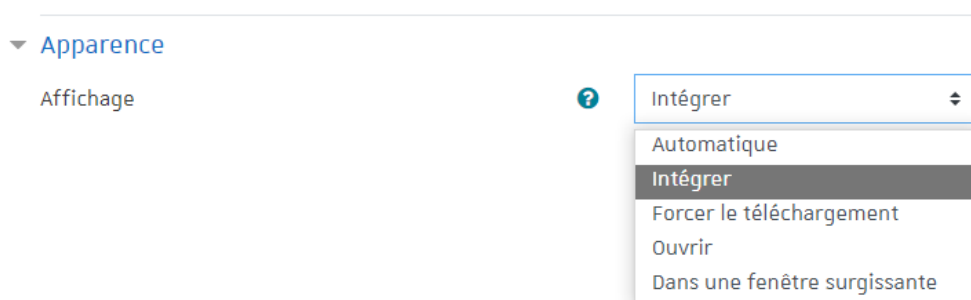 Apparence
Affichage
Intégrer
Automatique
Intégrer
Forcer le téléchargement
Ouvrir
Dans une fenêtre surgissante